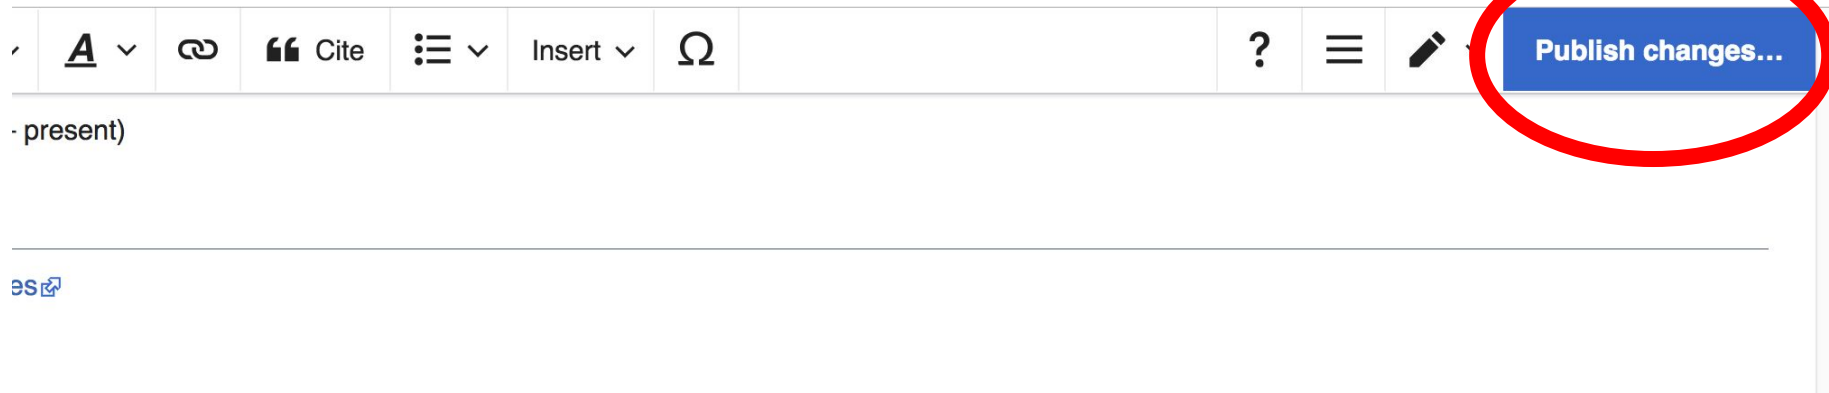 A Cite Insert Ω ? Publish changes...
- present)
es